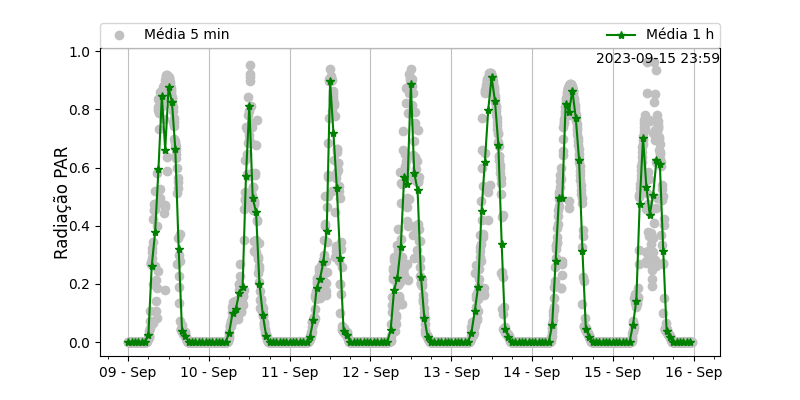 Média 5 min
Média 1 h
2023-09-15 23:59
Radiação PAR
1.0
0.8
0.6
0.4
0.2
0.0
09 - Sep
10 - Sep
11 - Sep
12 - Sep
13 - Sep
14 - Sep
15 - Sep
16 - Sep